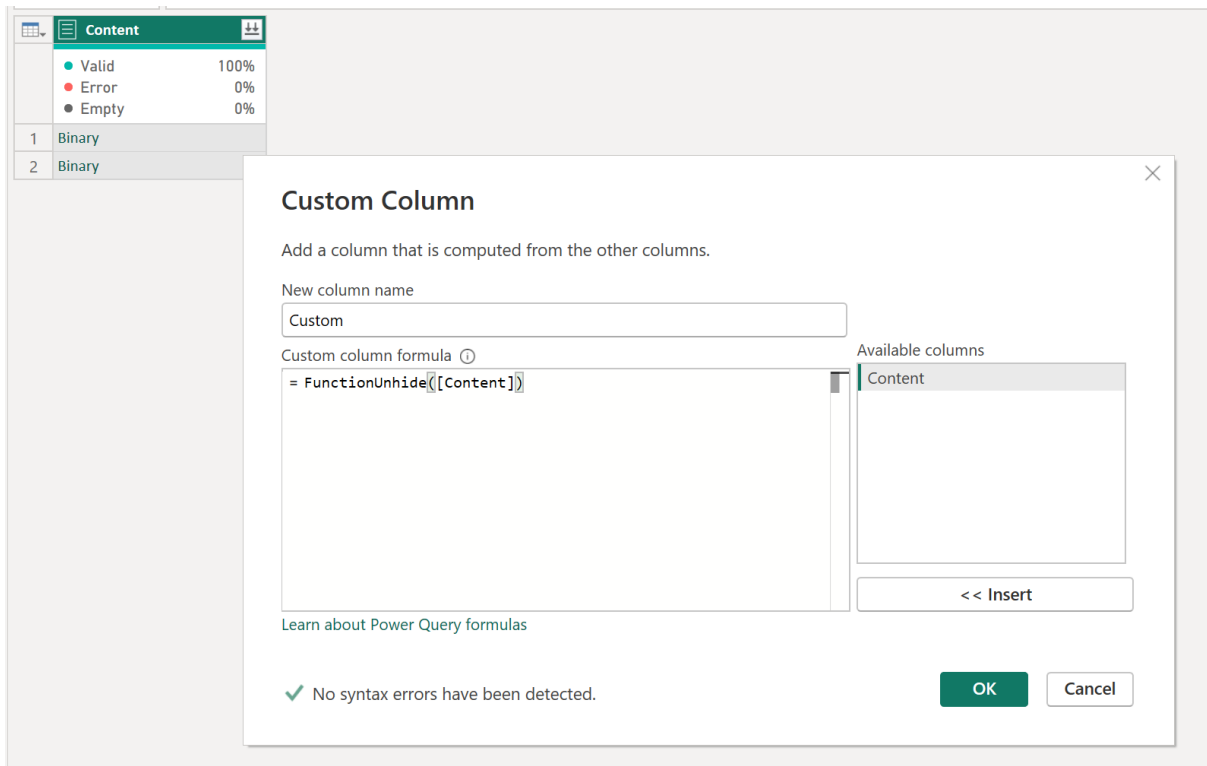 Content
Valid 100%
Error 0%
Empty 0%
1 Binary
2 Binary
Custom Column
Add a column that is computed from the other columns.
New column name
Custom
Custom column formula
Available columns
= FunctionUnhide([Content])
Content
<< Insert
Learn about Power Query formulas
No syntax errors have been detected.
OK
Cancel